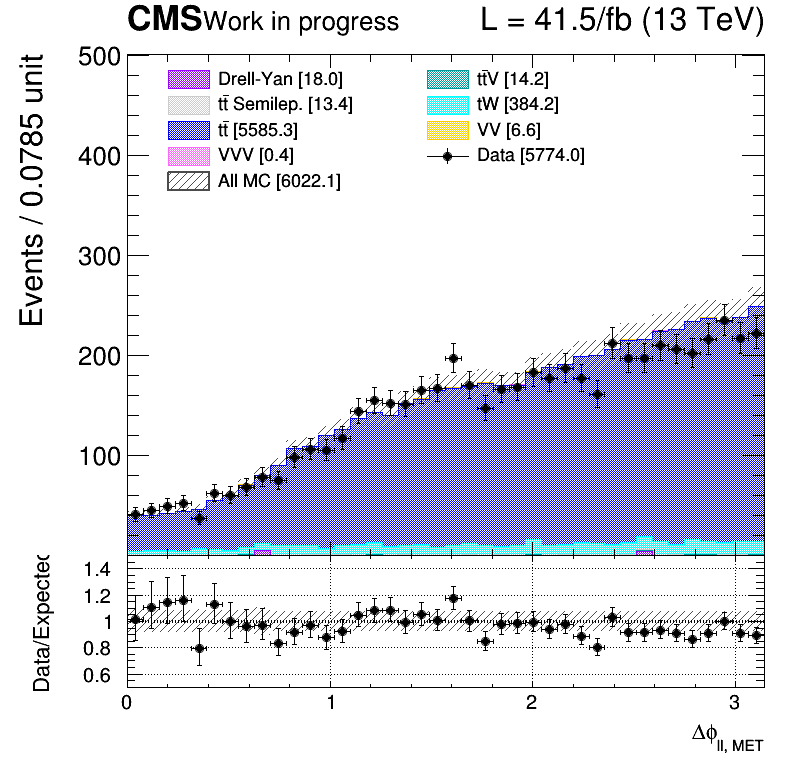 CMS Work in progress L = 41.5/fb (13 TeV)
Events / 0.0785 unit
500
400
300
200
100
Drell-Yan [18.0]
tt̄ Semilep. [13.4]
tt̄ [5585.3]
VVV [0.4]
All MC [6022.1]
tt̄V [14.2]
tW [384.2]
VV [6.6]
Data [5774.0]
Data/Expected
1.4
1.2
1
0.8
0.6
0 1 2 3
Δϕll, MET